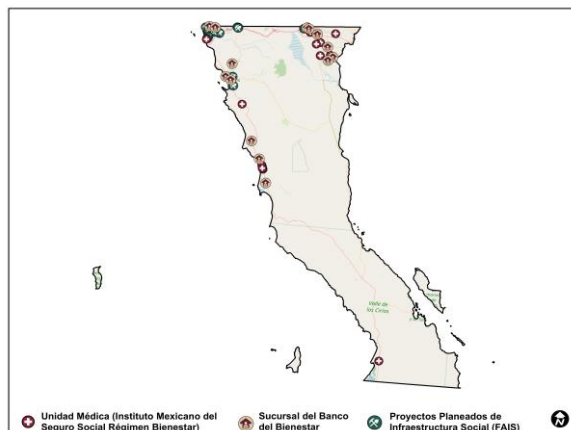 Valle de
los Cirios
Unidad Médica (Instituto Mexicano del
Seguro Social Régimen Bienestar)
Sucursal del Banco
del Bienestar
Proyectos Planeados de
Infraestructura Social (FAIS)
N